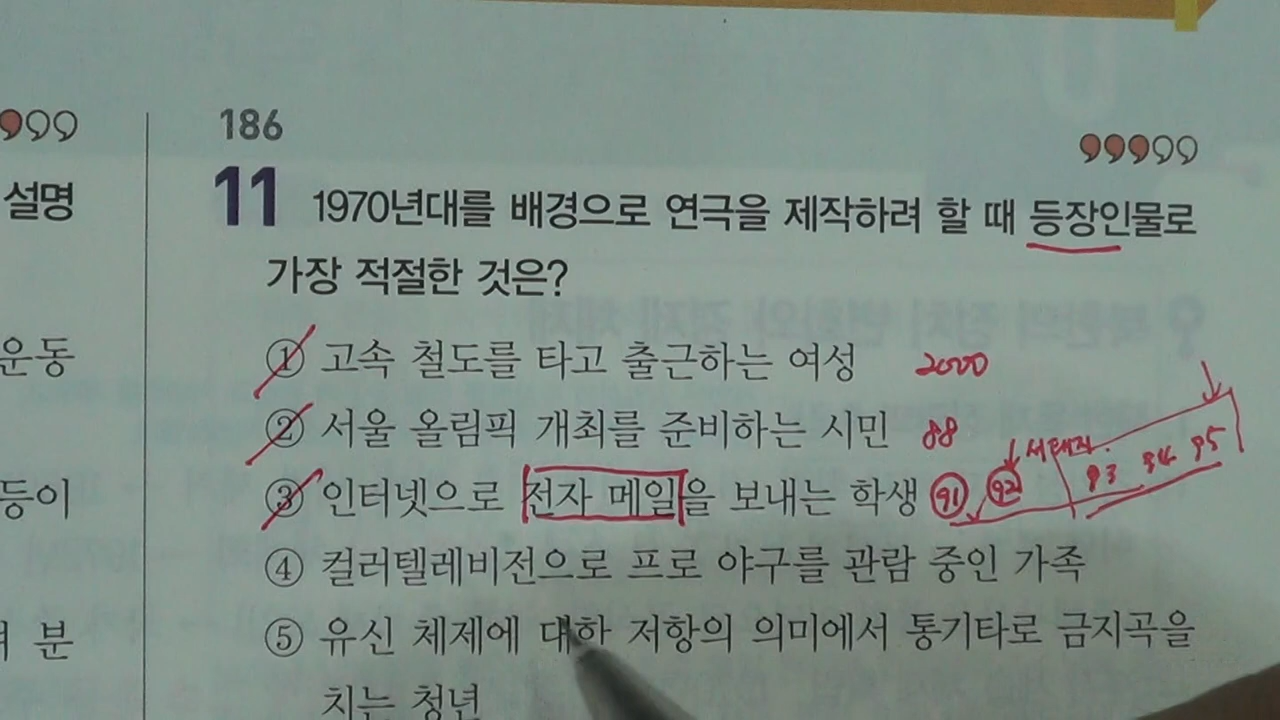 186
설명
11 1970년대를 배경으로 연극을 제작하려 할 때 등장인물로
가장 적절한 것은?
운동
① 고속 철도를 타고 출근하는 여성 2000
② 서울 올림픽 개최를 준비하는 시민 88
등이
③ 인터넷으로 전자 메일을 보내는 학생 91 92 서태지 93 94 95
④ 컬러텔레비전으로 프로 야구를 관람 중인 가족
분
⑤ 유신 체제에 대한 저항의 의미에서 통기타로 금지곡을
치는 청년